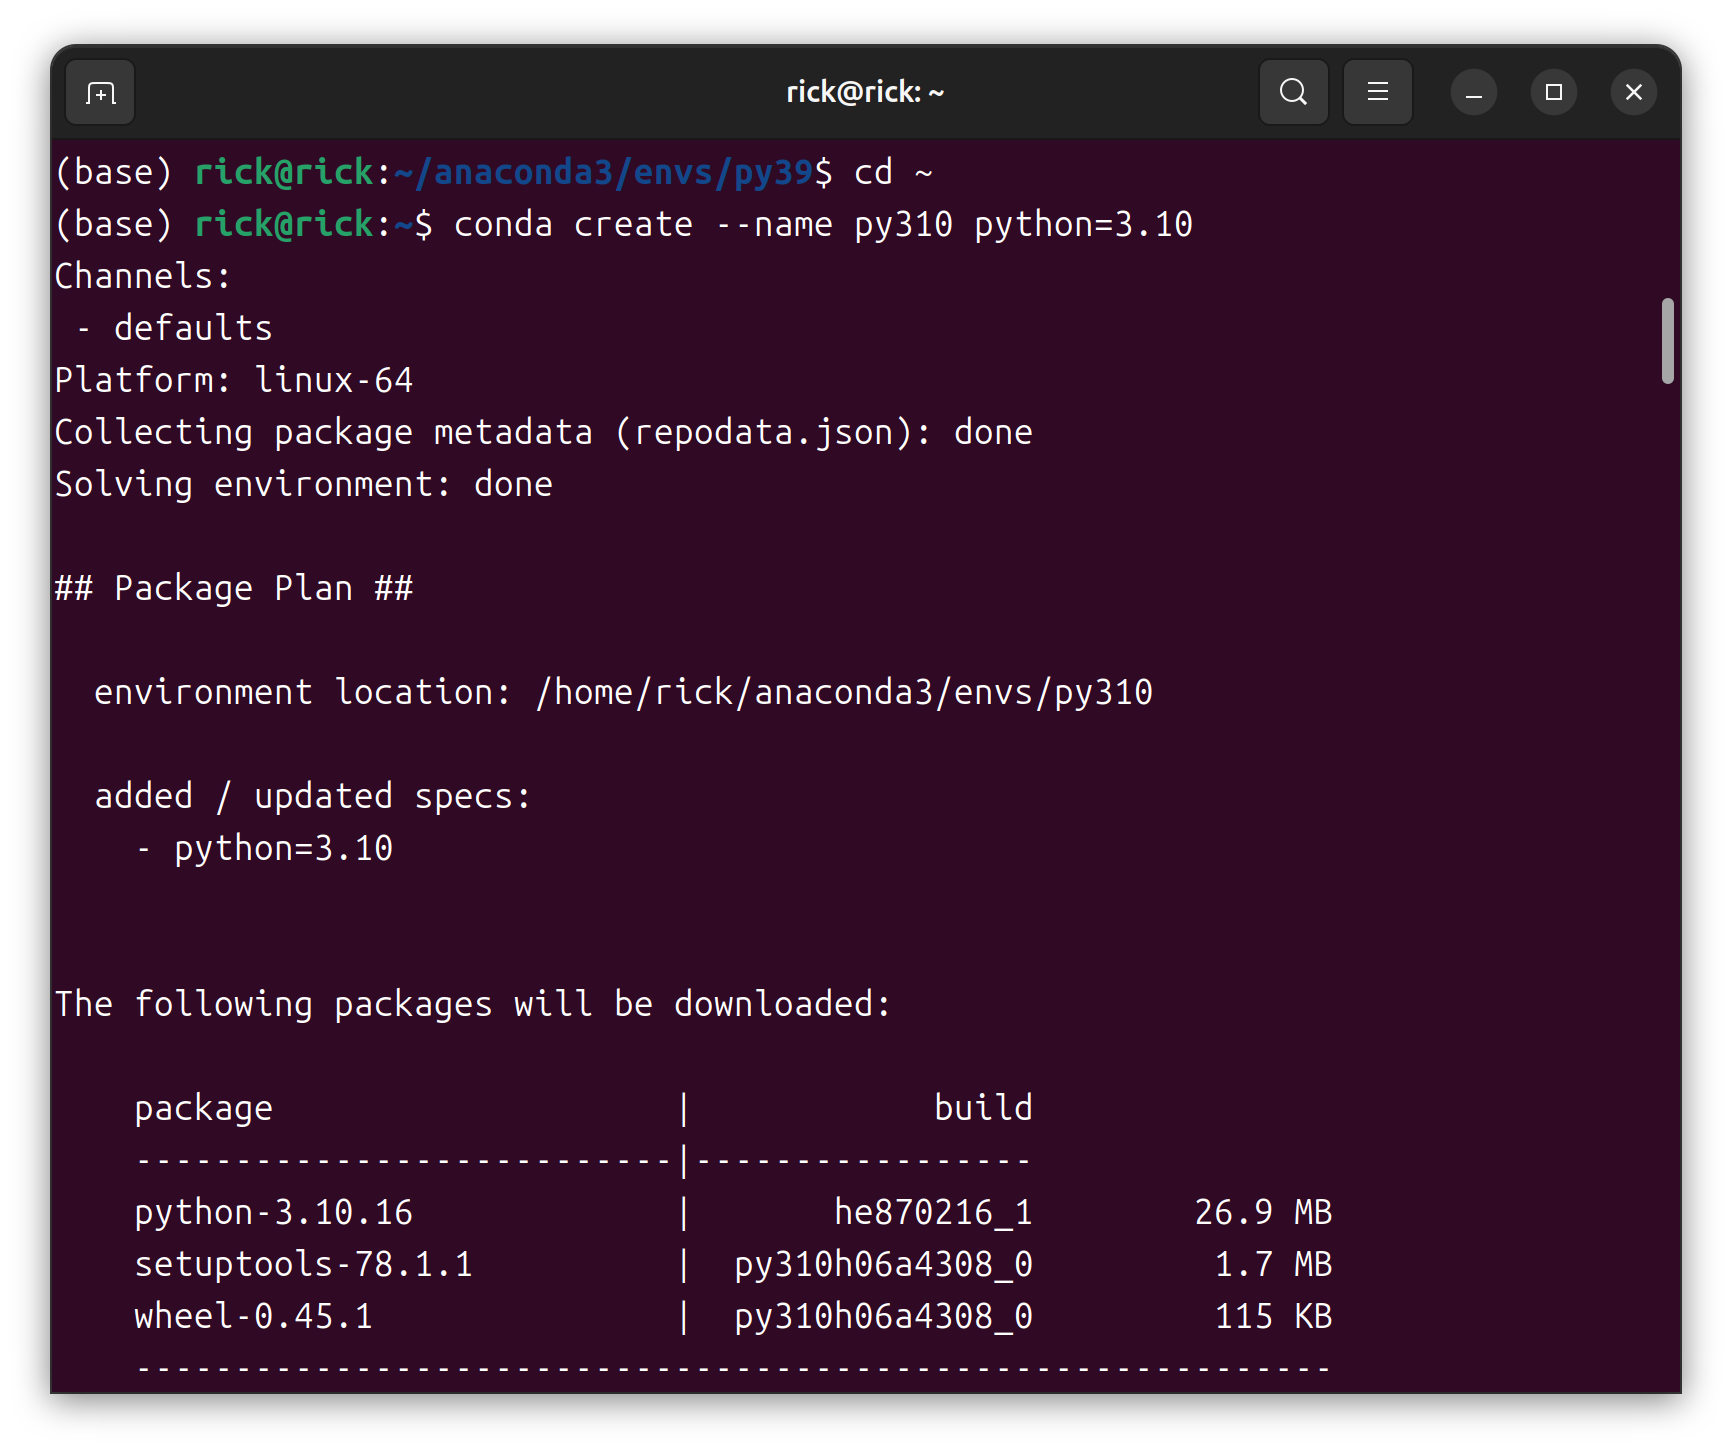 rick@rick: ~
(base) rick@rick:~/anaconda3/envs/py39$ cd ~
(base) rick@rick:~$ conda create --name py310 python=3.10
Channels:
 - defaults
Platform: linux-64
Collecting package metadata (repodata.json): done
Solving environment: done
## Package Plan ##
  environment location: /home/rick/anaconda3/envs/py310
  added / updated specs:
    - python=3.10
The following packages will be downloaded:
    package                    |            build
    ---------------------------|-----------------
    python-3.10.16             |       he870216_1        26.9 MB
    setuptools-78.1.1          |  py310h06a4308_0         1.7 MB
    wheel-0.45.1               |  py310h06a4308_0         115 KB
    ------------------------------------------------------------